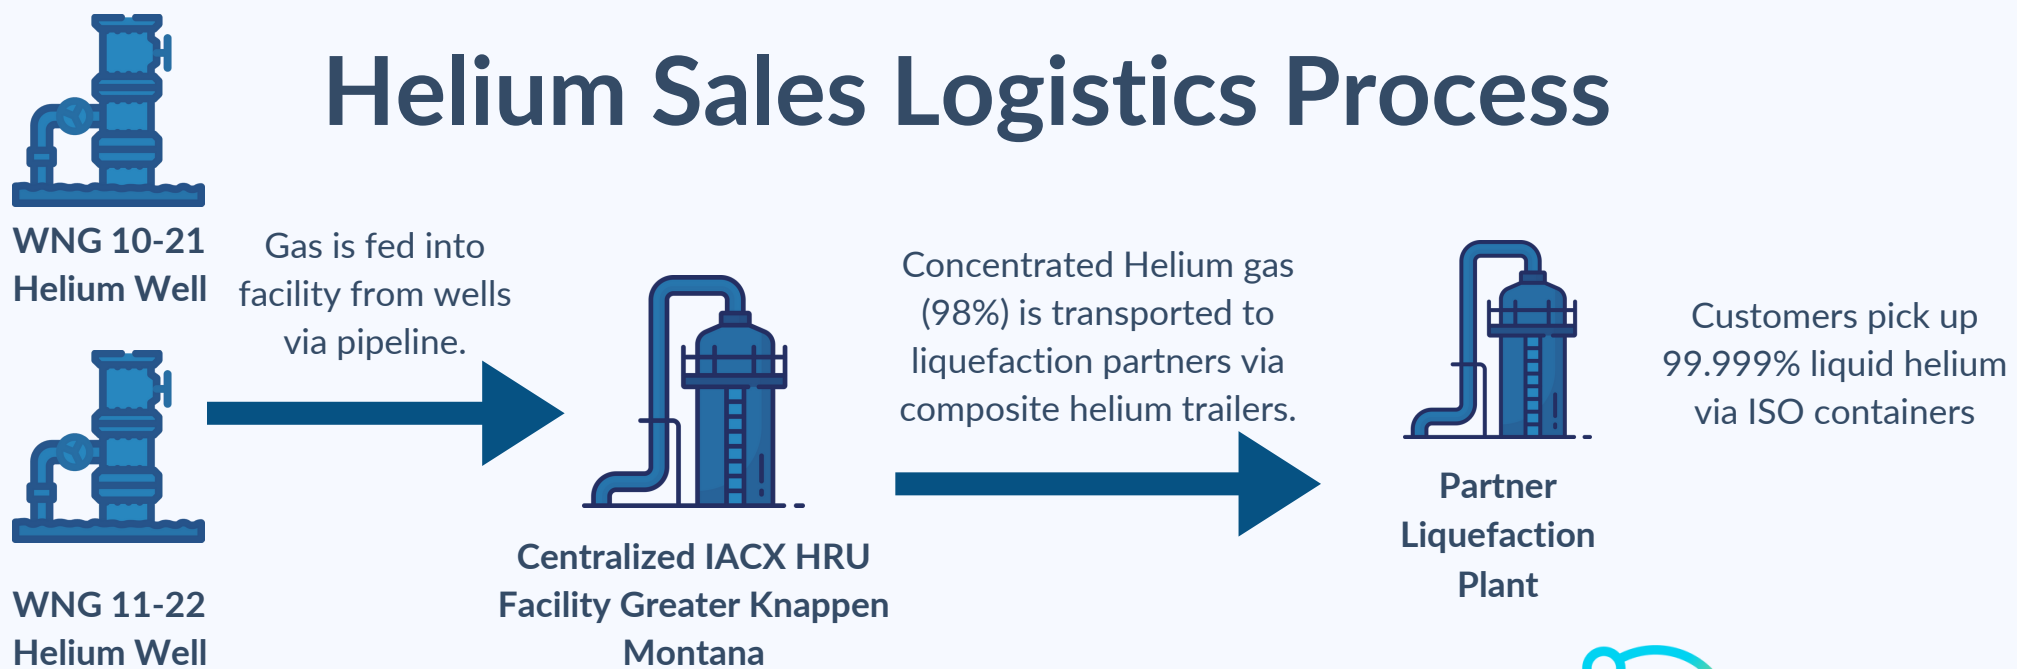 Helium Sales Logistics Process
WNG 10-21
Helium Well
Gas is fed into
facility from wells
via pipeline.
WNG 11-22
Helium Well
Centralized IACX HRU
Facility Greater Knappen
Montana
Concentrated Helium gas
(98%) is transported to
liquefaction partners via
composite helium trailers.
Partner
Liquefaction
Plant
Customers pick up
99.999% liquid helium
via ISO containers